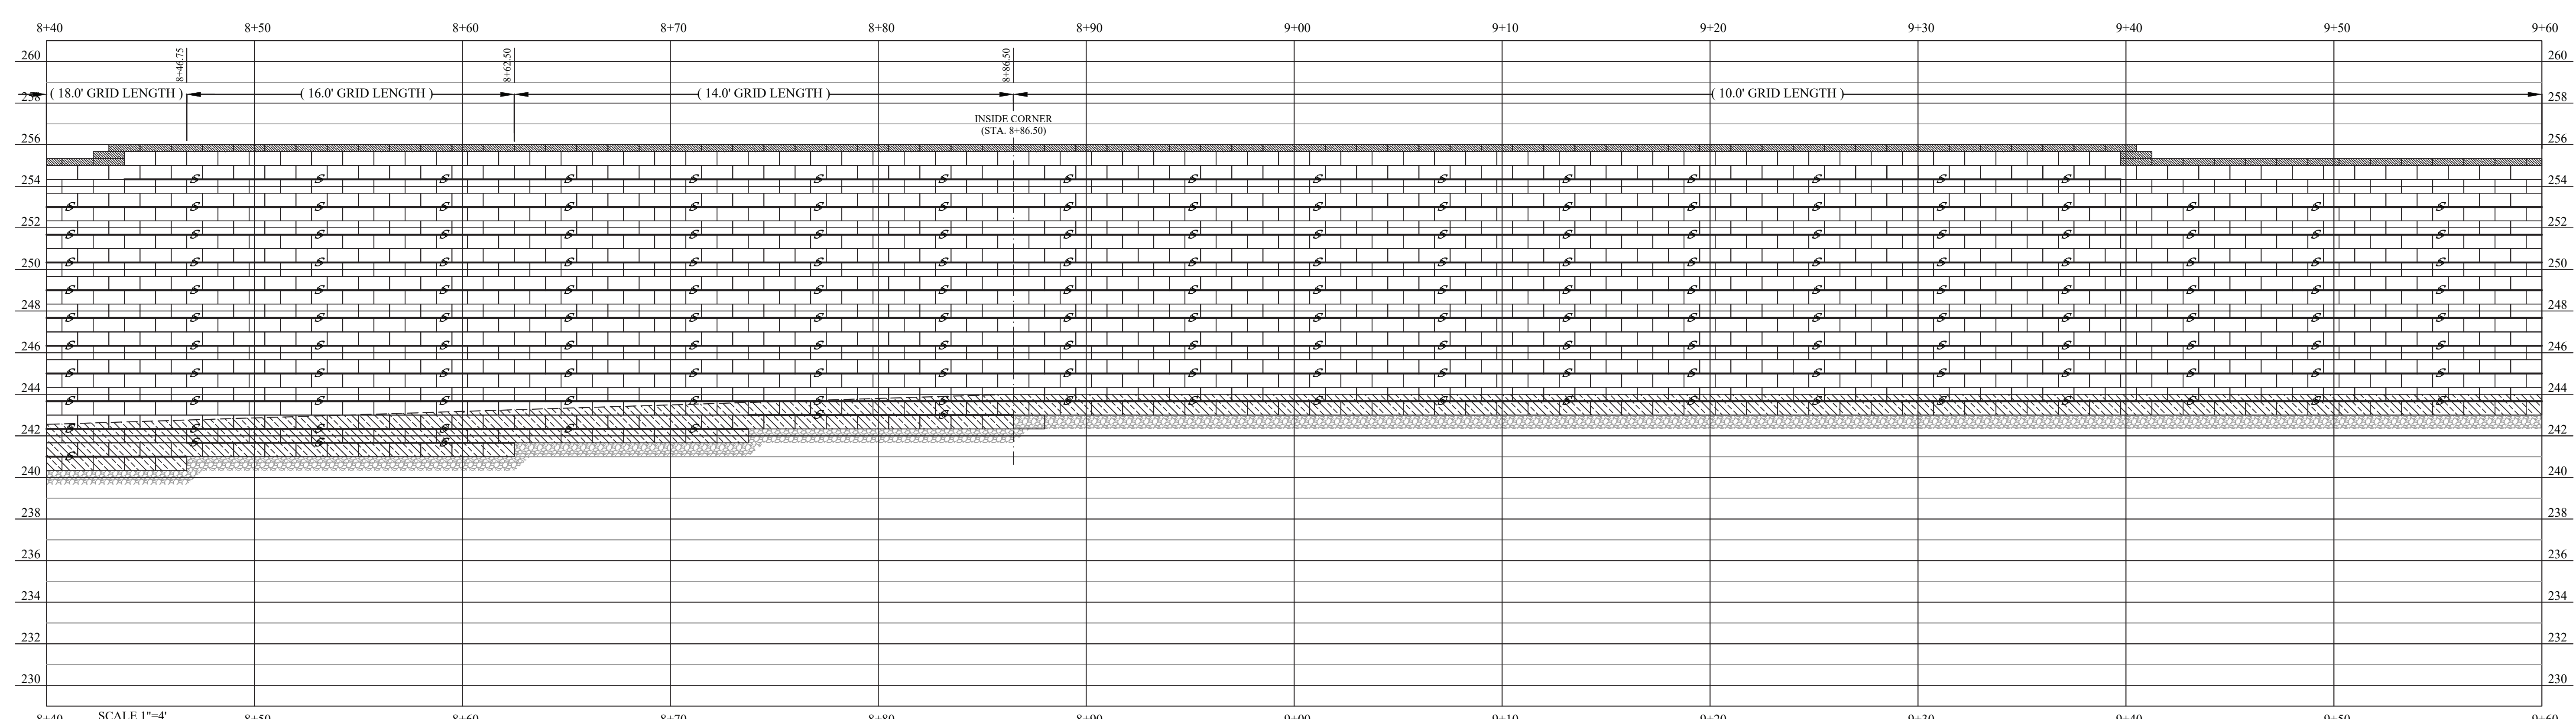 8+40 8+50 8+60 8+70 8+80 8+90 9+00 9+10 9+20 9+30 9+40 9+50 9+60
8+46.75 8+62.50 8+86.50
260 260
( 18.0' GRID LENGTH ) ( 16.0' GRID LENGTH ) ( 14.0' GRID LENGTH ) ( 10.0' GRID LENGTH )
258 258
INSIDE CORNER
(STA. 8+86.50)
256 256
254 S S S S S S S S S S S S S S S S 254
S S S S S S S S S S S S S S S S S S S S
252 252
S S S S S S S S S S S S S S S S S S S S
250 S S S S S S S S S S S S S S S S S S S S 250
S S S S S S S S S S S S S S S S S S S S
248 248
S S S S S S S S S S S S S S S S S S S S
246 S S S S S S S S S S S S S S S S S S S S 246
S S S S S S S S S S S S S S S S S S S S
244 244
S S S S S S S S S S S S S S S S S S S S
S S
S S S S S S
242 242
S S S
S
240 240
238 238
236 236
234 234
232 232
230 230
SCALE 1"=4'
8+40 8+50 8+60 8+70 8+80 8+90 9+00 9+10 9+20 9+30 9+40 9+50 9+60